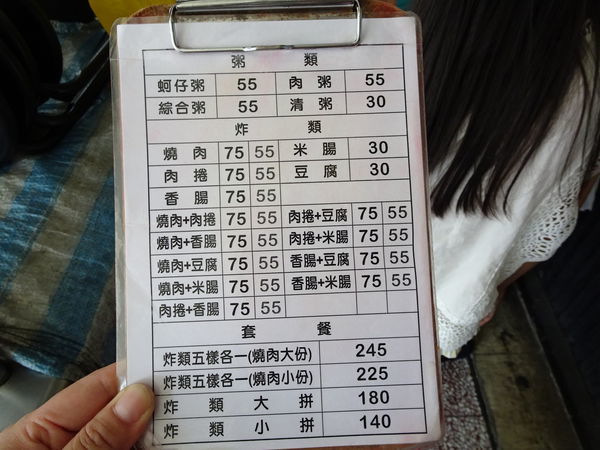 粥 類
蚵仔粥 55 肉粥 55
綜合粥 55 清粥 30
炸 類
燒肉 75 55 米腸 30
肉捲 75 55 豆腐 30
香腸 75 55
燒肉+肉捲 75 55 肉捲+豆腐 75 55
燒肉+香腸 75 55 肉捲+米腸 75 55
燒肉+豆腐 75 55 香腸+豆腐 75 55
燒肉+米腸 75 55 香腸+米腸 75 55
肉捲+香腸 75 55
套 餐
炸類五樣各一(燒肉大份) 245
炸類五樣各一(燒肉小份) 225
炸類大拼 180
炸類小拼 140